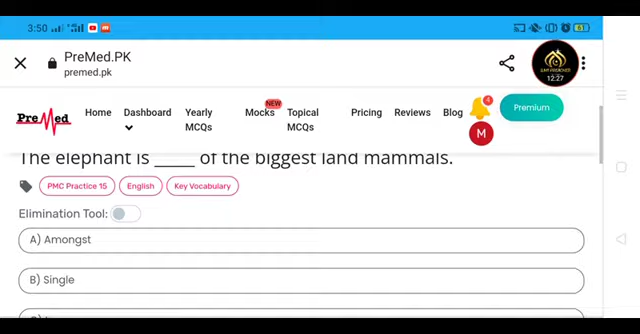 3:50
PreMed.PK
premed.pk
12:27
PreMed
Home
Dashboard
Yearly MCQs
Mocks
NEW
Topical MCQs
Pricing
Reviews
Blog
4
M
Premium
The elephant is _____ of the biggest land mammals.
PMC Practice 15
English
Key Vocabulary
Elimination Tool:
A) Amongst
B) Single